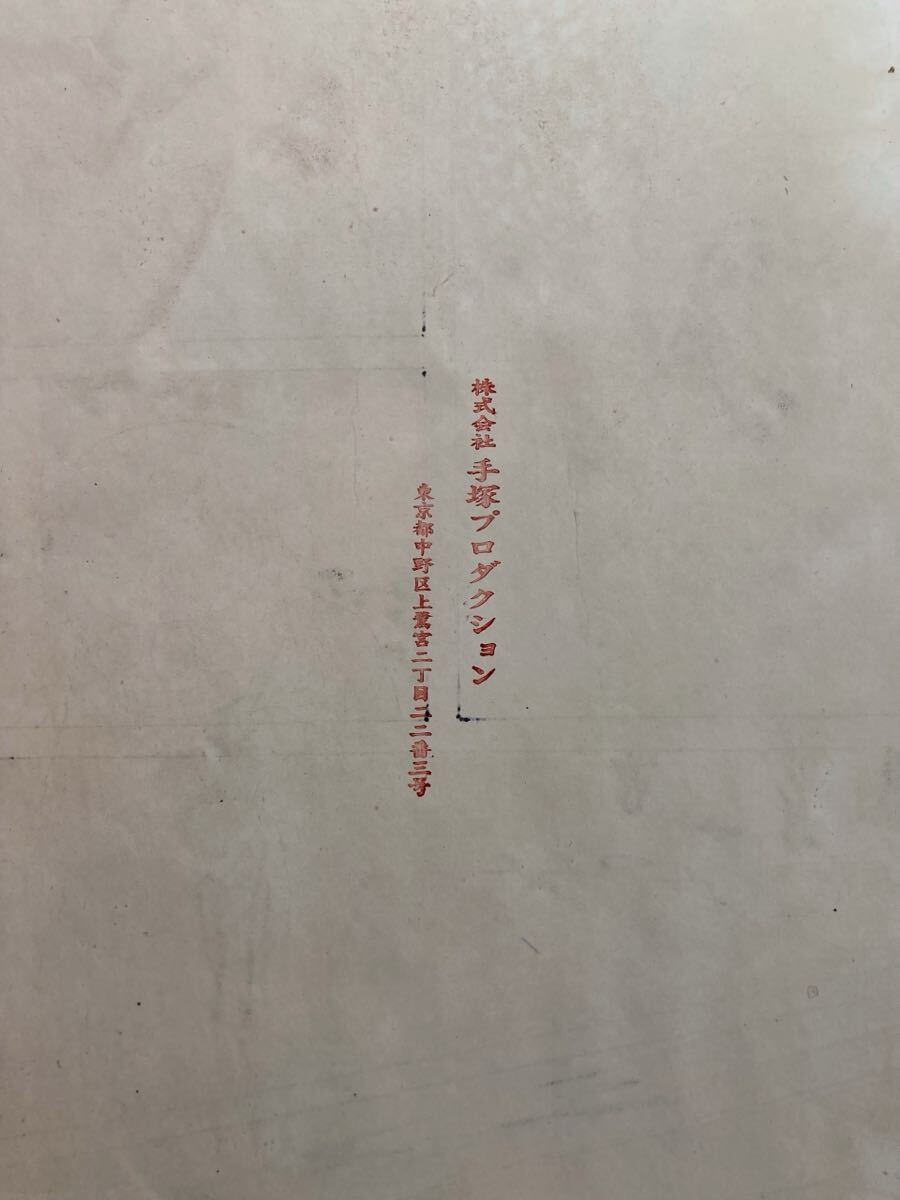 株式会社 手塚プロダクション
東京都中野区上鷺宮二丁目二二番三号